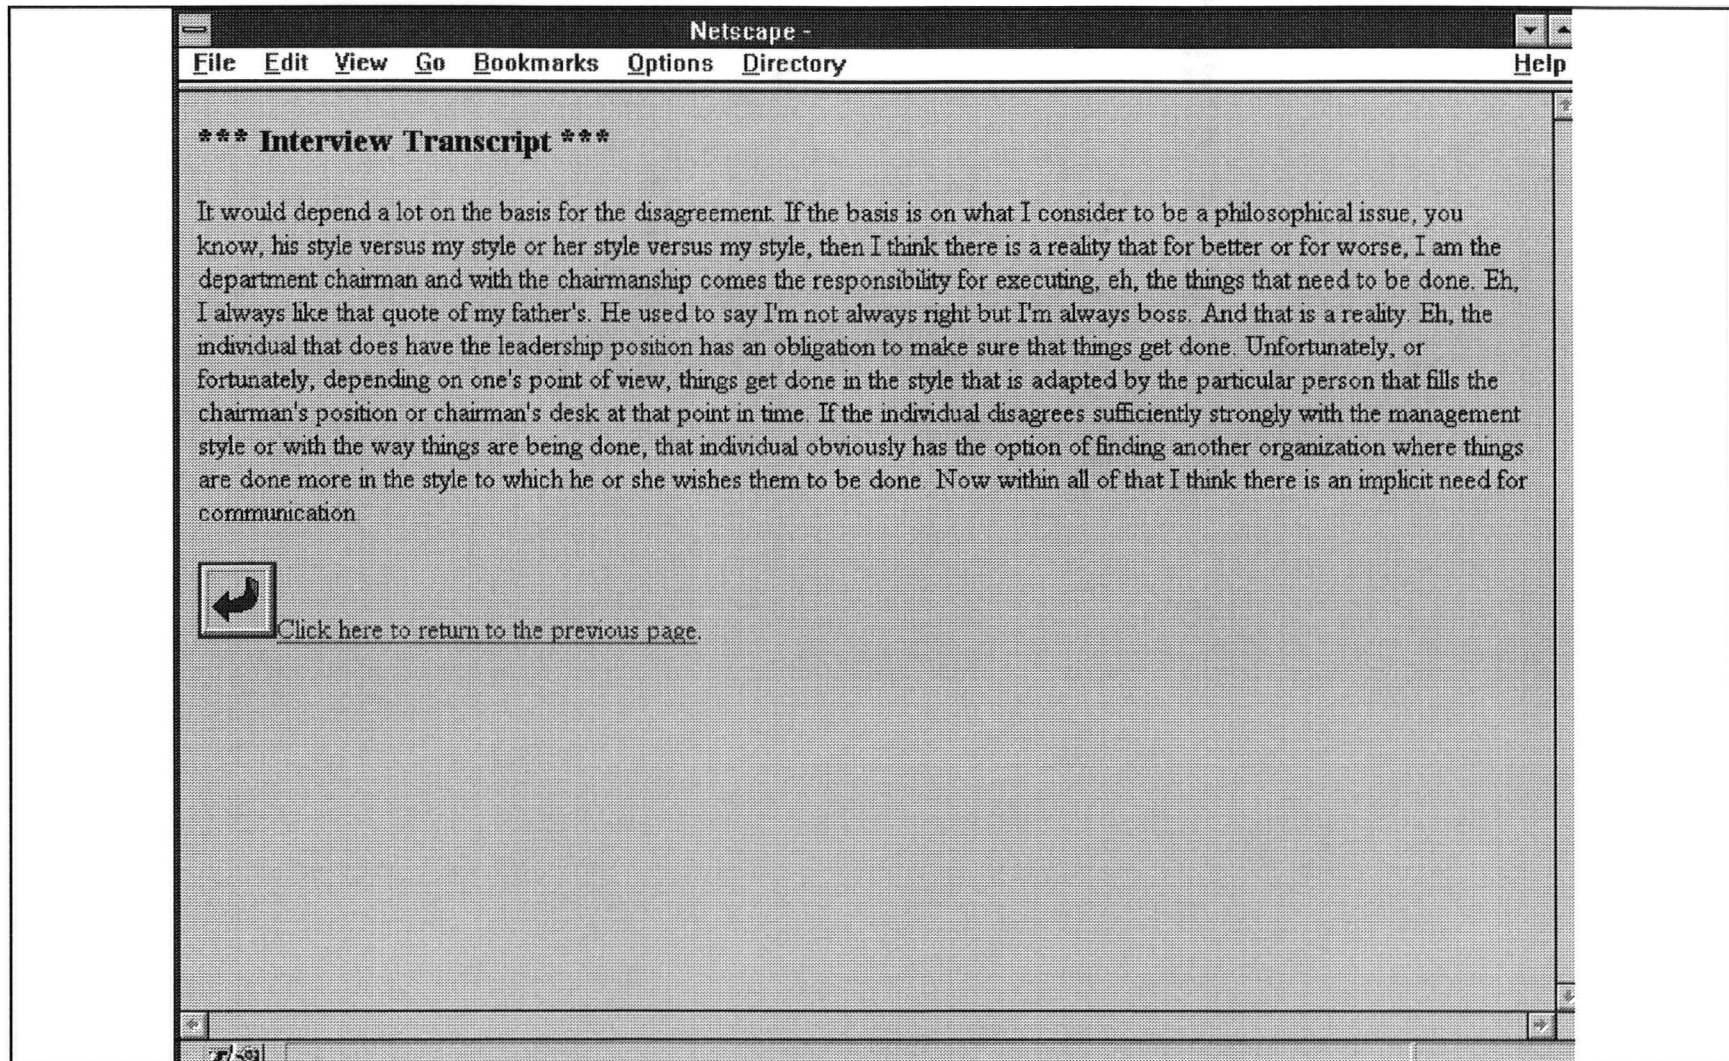 Netscape -
File Edit View Go Bookmarks Options Directory Help
*** Interview Transcript ***
It would depend a lot on the basis for the disagreement. If the basis is on what I consider to be a philosophical issue, you
know, his style versus my style or her style versus my style, then I think there is a reality that for better or for worse, I am the
department chairman and with the chairmanship comes the responsibility for executing, eh, the things that need to be done. Eh,
I always like that quote of my father's. He used to say I'm not always right but I'm always boss. And that is a reality. Eh, the
individual that does have the leadership position has an obligation to make sure that things get done. Unfortunately, or
fortunately, depending on one's point of view, things get done in the style that is adapted by the particular person that fills the
chairman's position or chairman's desk at that point in time. If the individual disagrees sufficiently strongly with the management
style or with the way things are being done, that individual obviously has the option of finding another organization where things
are done more in the style to which he or she wishes them to be done. Now within all of that I think there is an implicit need for
communication
Click here to return to the previous page.